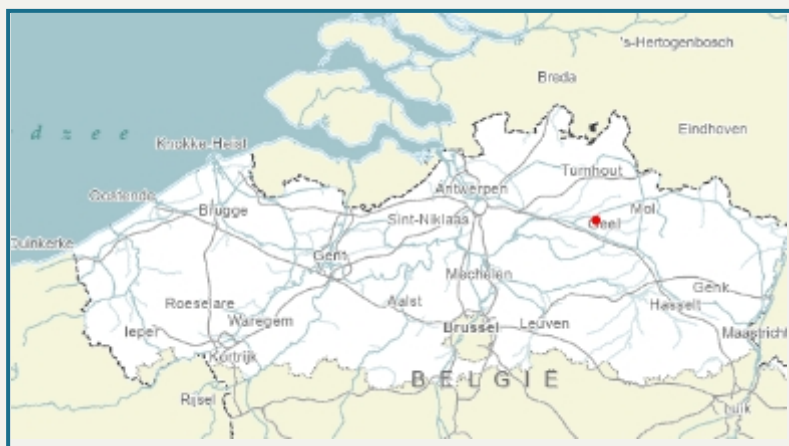 's-Hertogenbosch
Breda
Eindhoven
d z e e
Knokke-Heist
Turnhout
Antwerpen
Oostende
Brugge
Sint-Niklaas
Mol
Geel
Duinkerke
Gent
Mechelen
Genk
Roeselare
Aalst
Hasselt
Ieper
Waregem
Brussel
Leuven
Maastricht
Kortrijk
BELGIË
Rijsel
Luik